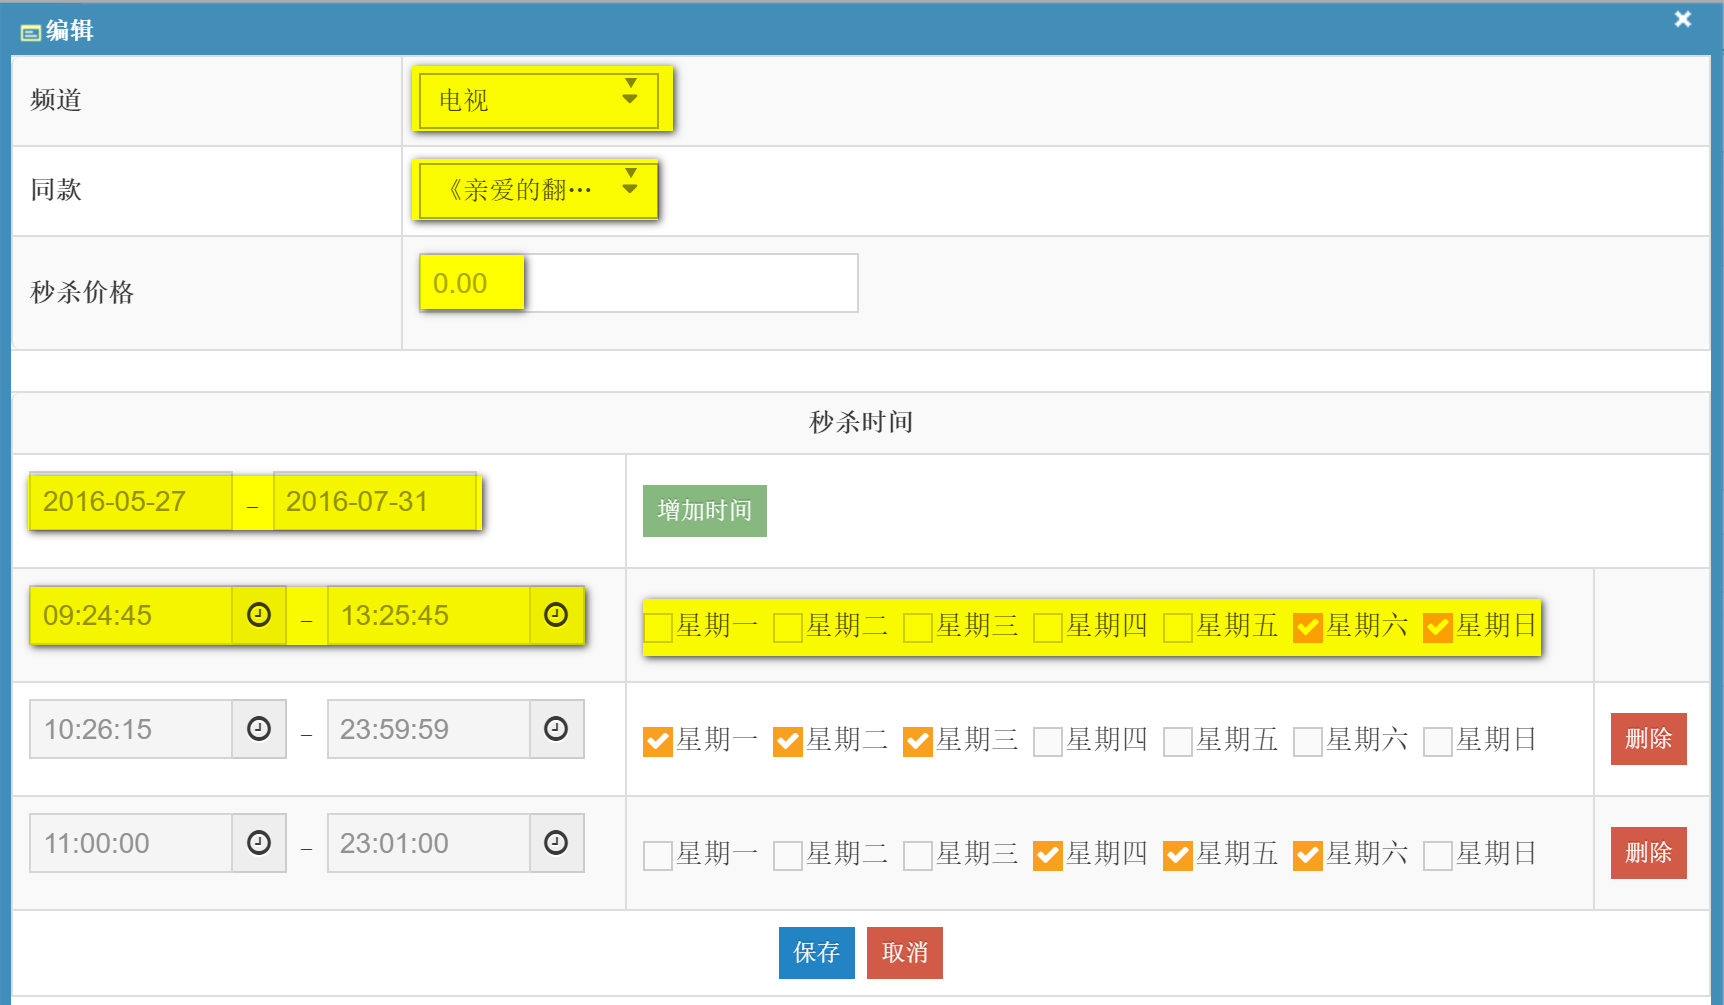 编辑
频道
电视
同款
《亲爱的翻…
秒杀价格
0.00
秒杀时间
2016-05-27 – 2016-07-31 增加时间
09:24:45 – 13:25:45 星期一 星期二 星期三 星期四 星期五 星期六 星期日
10:26:15 – 23:59:59 星期一 星期二 星期三 星期四 星期五 星期六 星期日 删除
11:00:00 – 23:01:00 星期一 星期二 星期三 星期四 星期五 星期六 星期日 删除
保存 取消